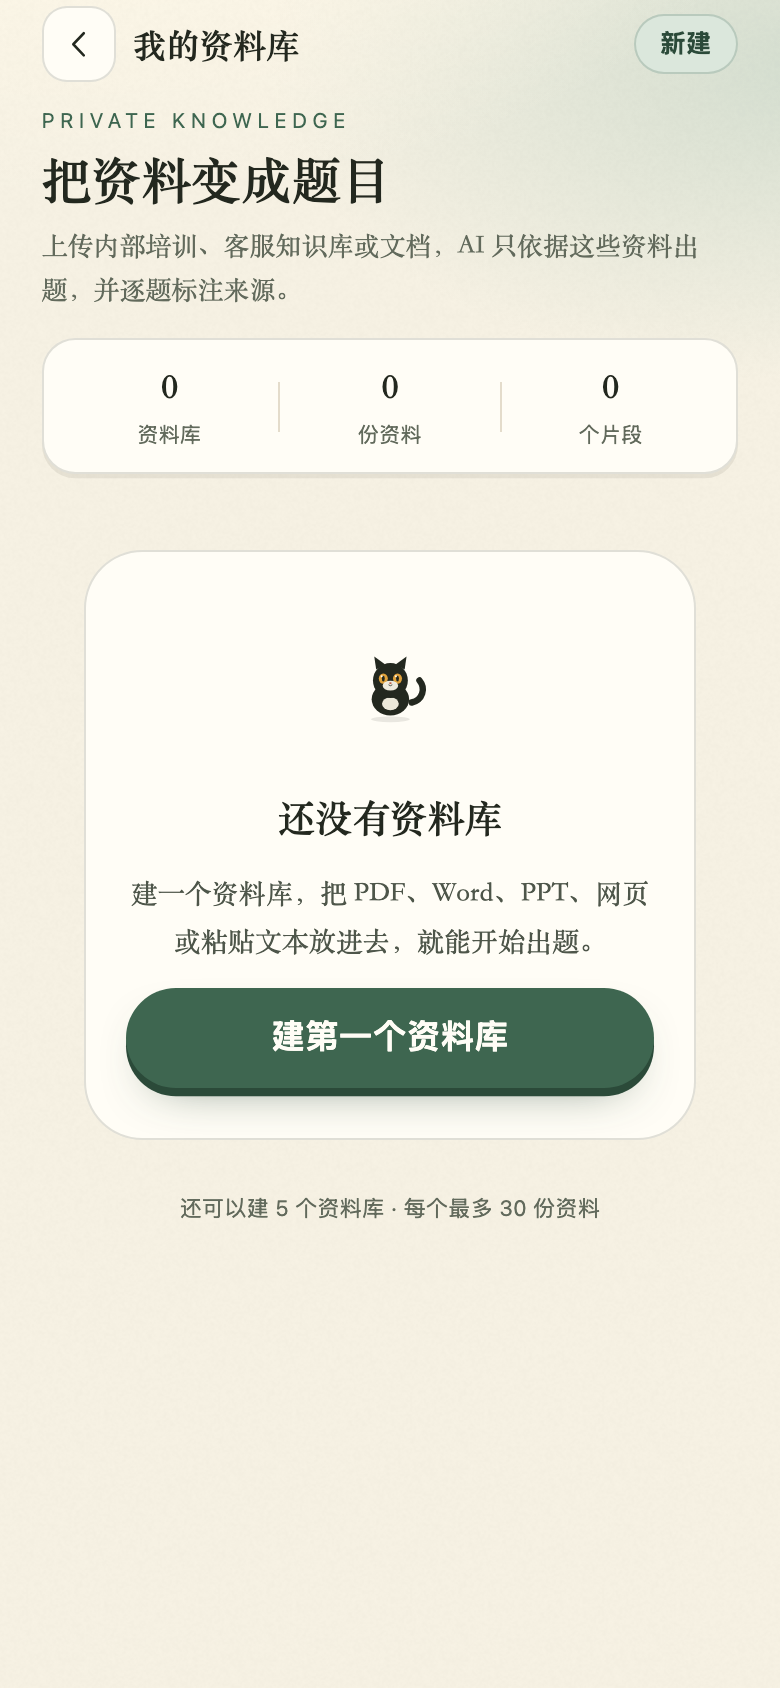 我的资料库
新建
PRIVATE KNOWLEDGE
把资料变成题目
上传内部培训、客服知识库或文档，AI 只依据这些资料出
题，并逐题标注来源。
0
0
0
资料库
份资料
个片段
还没有资料库
建一个资料库，把 PDF、Word、PPT、网页
或粘贴文本放进去，就能开始出题。
建第一个资料库
还可以建 5 个资料库 · 每个最多 30 份资料